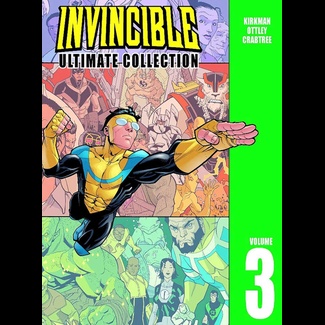 INVINCIBLE
ULTIMATE COLLECTION
KIRKMAN
OTTLEY
CRABTREE
VOLUME
3